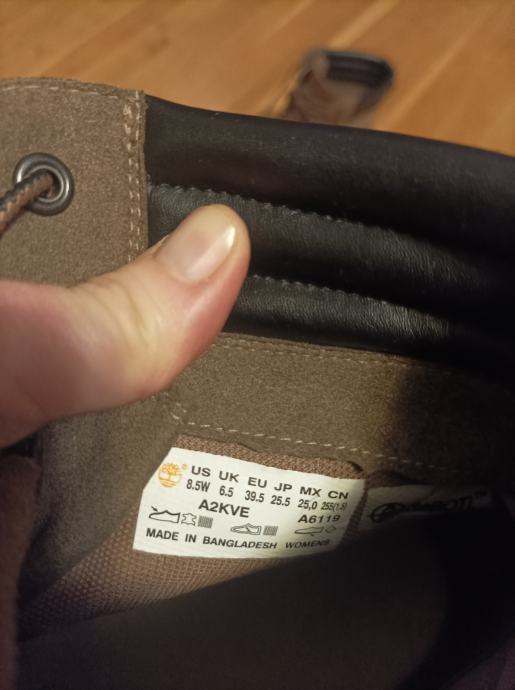 US UK EU JP MX CN
8.5W 6.5 39.5 25.5 25,0 255(1.5)
A2KVE A6119
MADE IN BANGLADESH WOMENS